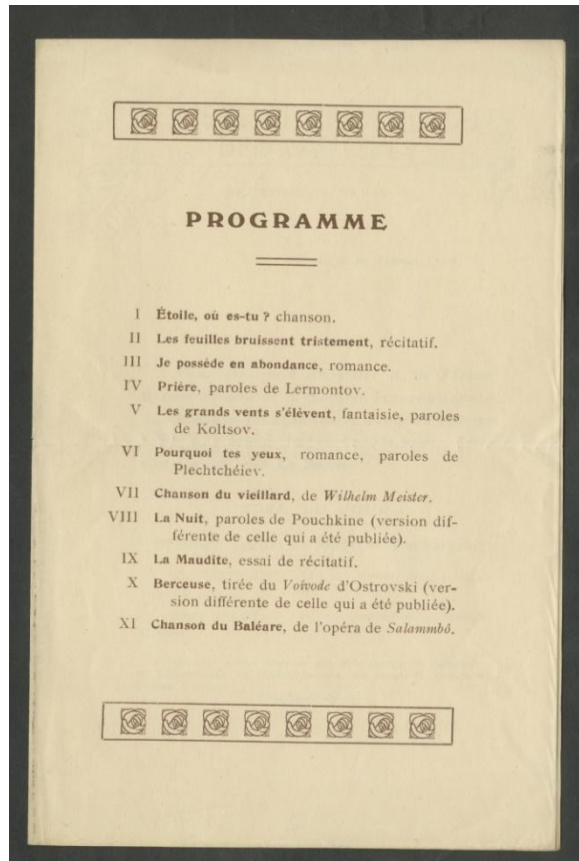 PROGRAMME
I Étoile, où es-tu ? chanson.
II Les feuilles bruissent tristement, récitatif.
III Je possède en abondance, romance.
IV Prière, paroles de Lermontov.
V Les grands vents s'élèvent, fantaisie, paroles
de Koltsov.
VI Pourquoi tes yeux, romance, paroles de
Plechtchéiev.
VII Chanson du vieillard, de Wilhelm Meister.
VIII La Nuit, paroles de Pouchkine (version dif-
férente de celle qui a été publiée).
IX La Maudite, essai de récitatif.
X Berceuse, tirée du Voïvode d'Ostrovski (ver-
sion différente de celle qui a été publiée).
XI Chanson du Baléare, de l'opéra de Salammbô.